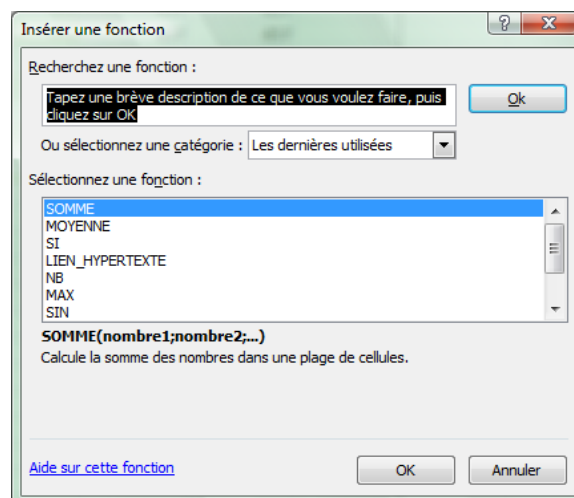 Insérer une fonction
Recherchez une fonction :
Tapez une brève description de ce que vous voulez faire, puis
cliquez sur OK
Ok
Ou sélectionnez une catégorie : Les dernières utilisées
Sélectionnez une fonction :
SOMME
MOYENNE
SI
LIEN_HYPERTEXTE
NB
MAX
SIN
SOMME(nombre1;nombre2;...)
Calcule la somme des nombres dans une plage de cellules.
Aide sur cette fonction OK Annuler